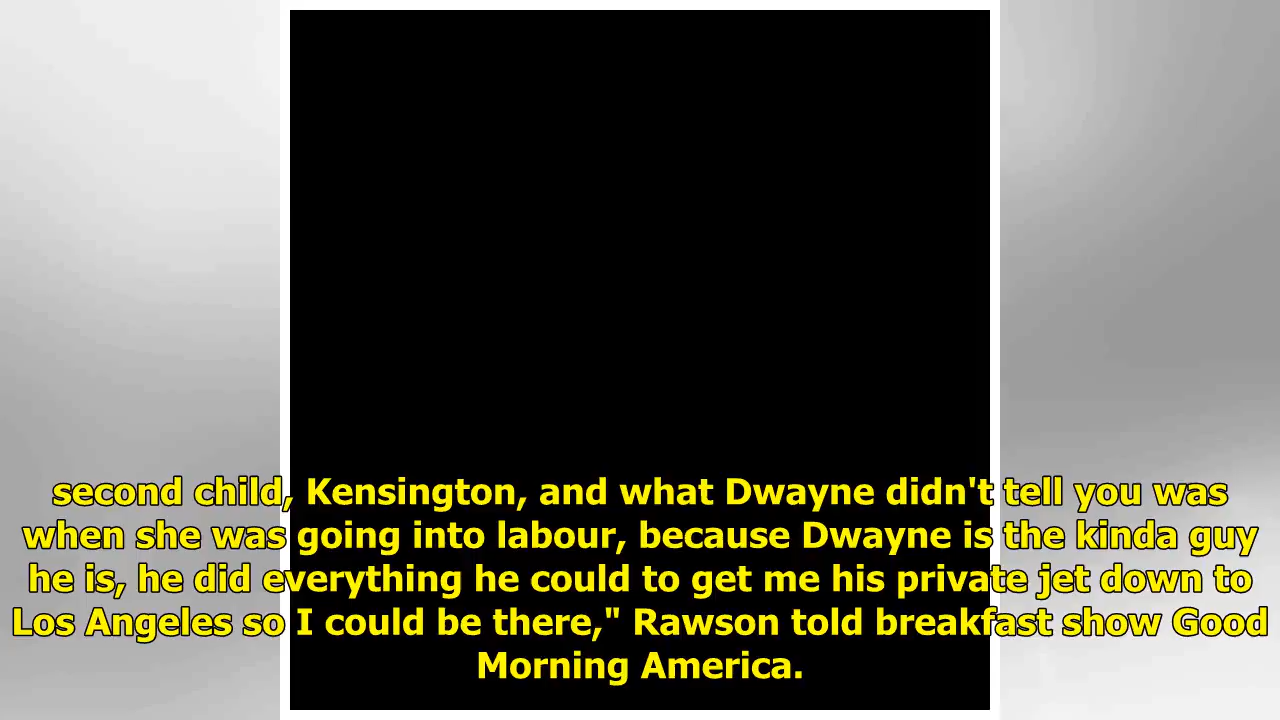 second child, Kensington, and what Dwayne didn't tell you was
when she was going into labour, because Dwayne is the kinda guy
he is, he did everything he could to get me his private jet down to
Los Angeles so I could be there," Rawson told breakfast show Good
Morning America.